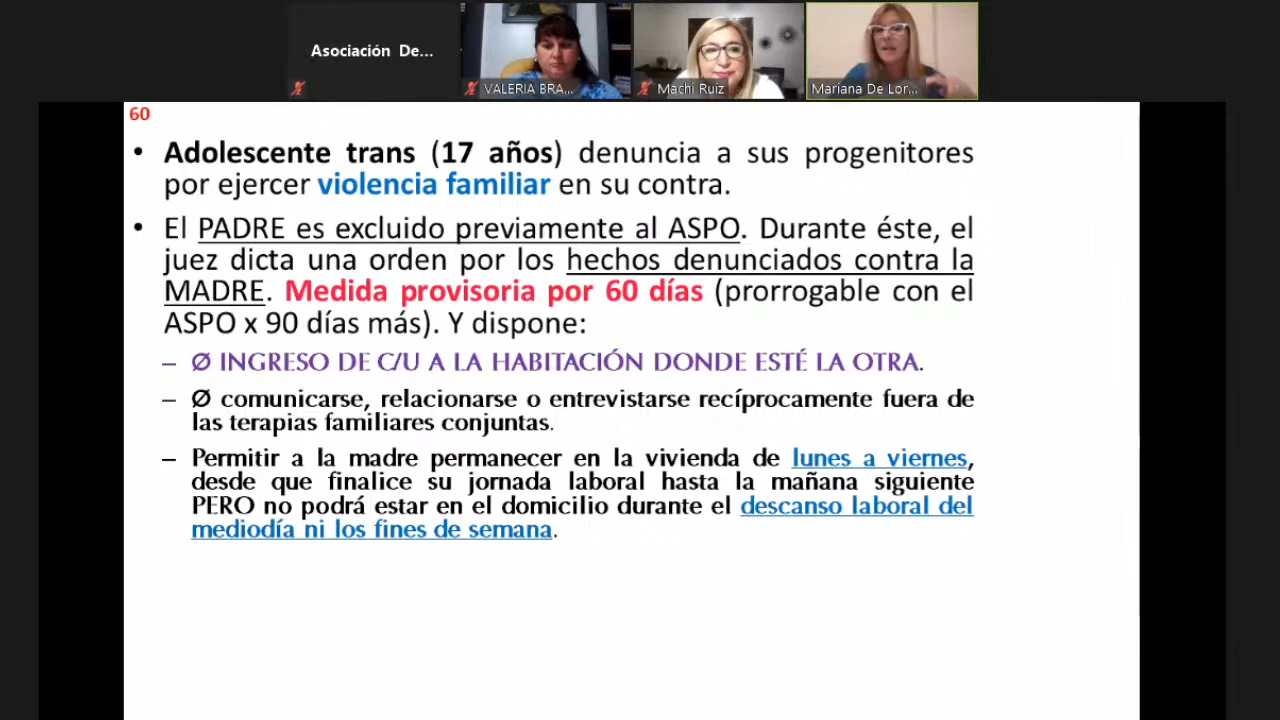 Asociación De...
VALERIA BRA...
Machi Ruiz
Mariana De Lor...
60
• Adolescente trans (17 años) denuncia a sus progenitores
por ejercer violencia familiar en su contra.
• El PADRE es excluido previamente al ASPO. Durante éste, el
juez dicta una orden por los hechos denunciados contra la
MADRE. Medida provisoria por 60 días (prorrogable con el
ASPO x 90 días más). Y dispone:
– Ø INGRESO DE C/U A LA HABITACIÓN DONDE ESTÉ LA OTRA.
– Ø comunicarse, relacionarse o entrevistarse recíprocamente fuera de
las terapias familiares conjuntas.
– Permitir a la madre permanecer en la vivienda de lunes a viernes,
desde que finalice su jornada laboral hasta la mañana siguiente
PERO no podrá estar en el domicilio durante el descanso laboral del
mediodía ni los fines de semana.